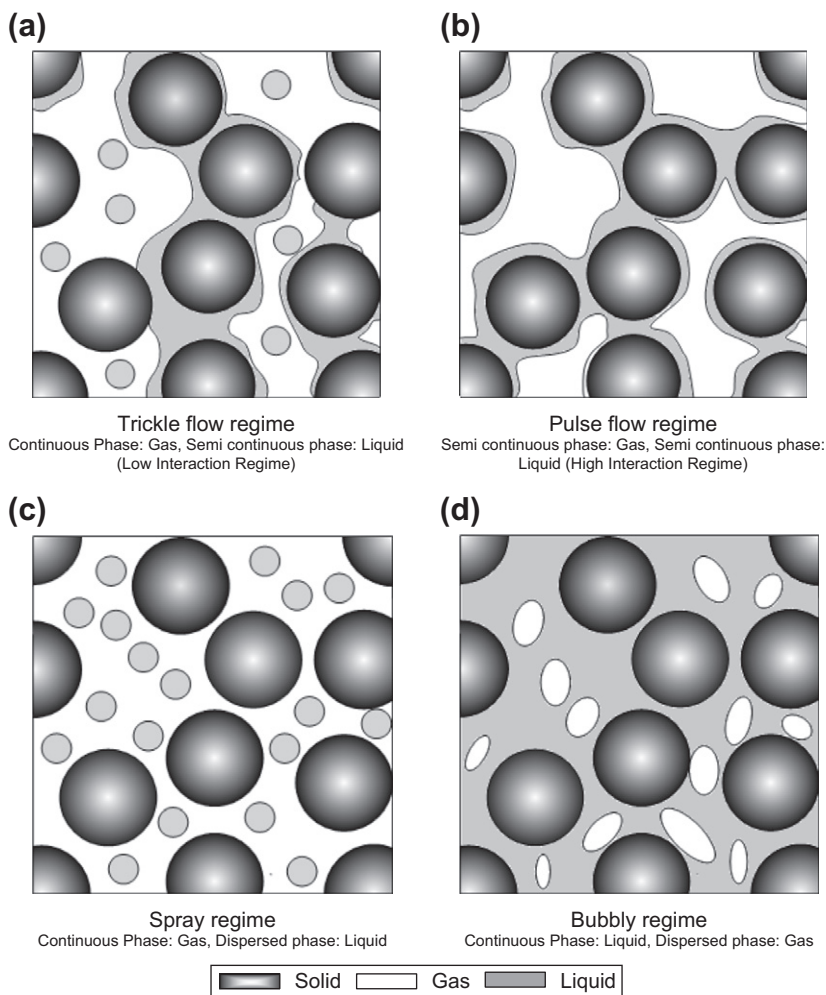 (a)
(b)
Trickle flow regime
Continuous Phase: Gas, Semi continuous phase: Liquid
(Low Interaction Regime)
Pulse flow regime
Semi continuous phase: Gas, Semi continuous phase:
Liquid (High Interaction Regime)
(c)
(d)
Spray regime
Continuous Phase: Gas, Dispersed phase: Liquid
Bubbly regime
Continuous Phase: Liquid, Dispersed phase: Gas
Solid Gas Liquid